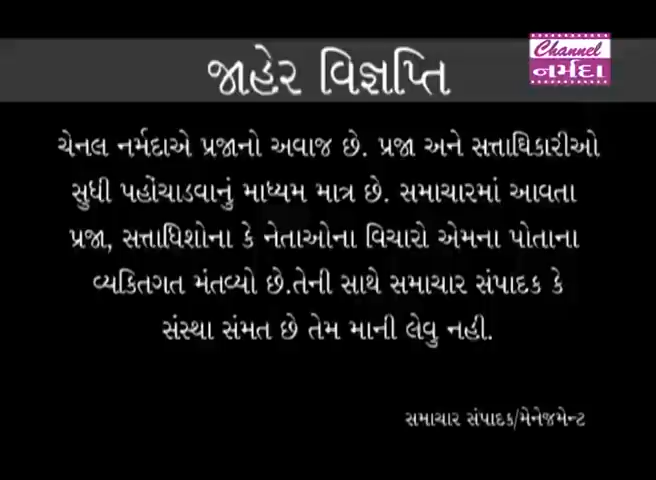 Channel
નર્મદા
જાહેર વિજ્ઞપ્તિ
ચેનલ નર્મદાએ પ્રજાનો અવાજ છે. પ્રજા અને સત્તાધિકારીઓ
સુધી પહોંચાડવાનું માધ્યમ માત્ર છે. સમાચારમાં આવતા
પ્રજા, સત્તાધિશોના કે નેતાઓના વિચારો એમના પોતાના
વ્યકિતગત મંતવ્યો છે.તેની સાથે સમાચાર સંપાદક કે
સંસ્થા સંમત છે તેમ માની લેવુ નહી.
સમાચાર સંપાદક/મેનેજમેન્ટ